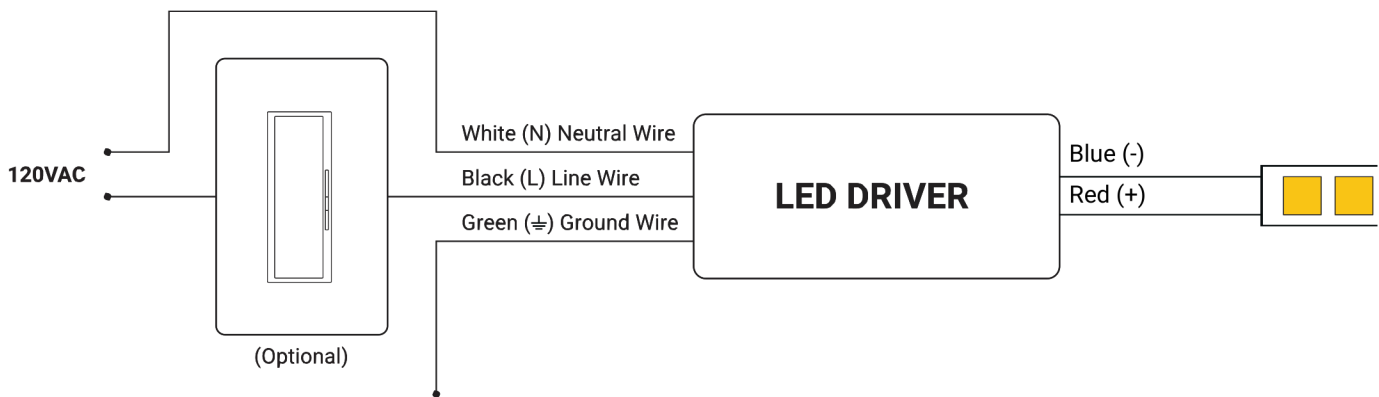 White (N) Neutral Wire
120VAC
Black (L) Line Wire
Green (⏚) Ground Wire
LED DRIVER
Blue (-)
Red (+)
(Optional)